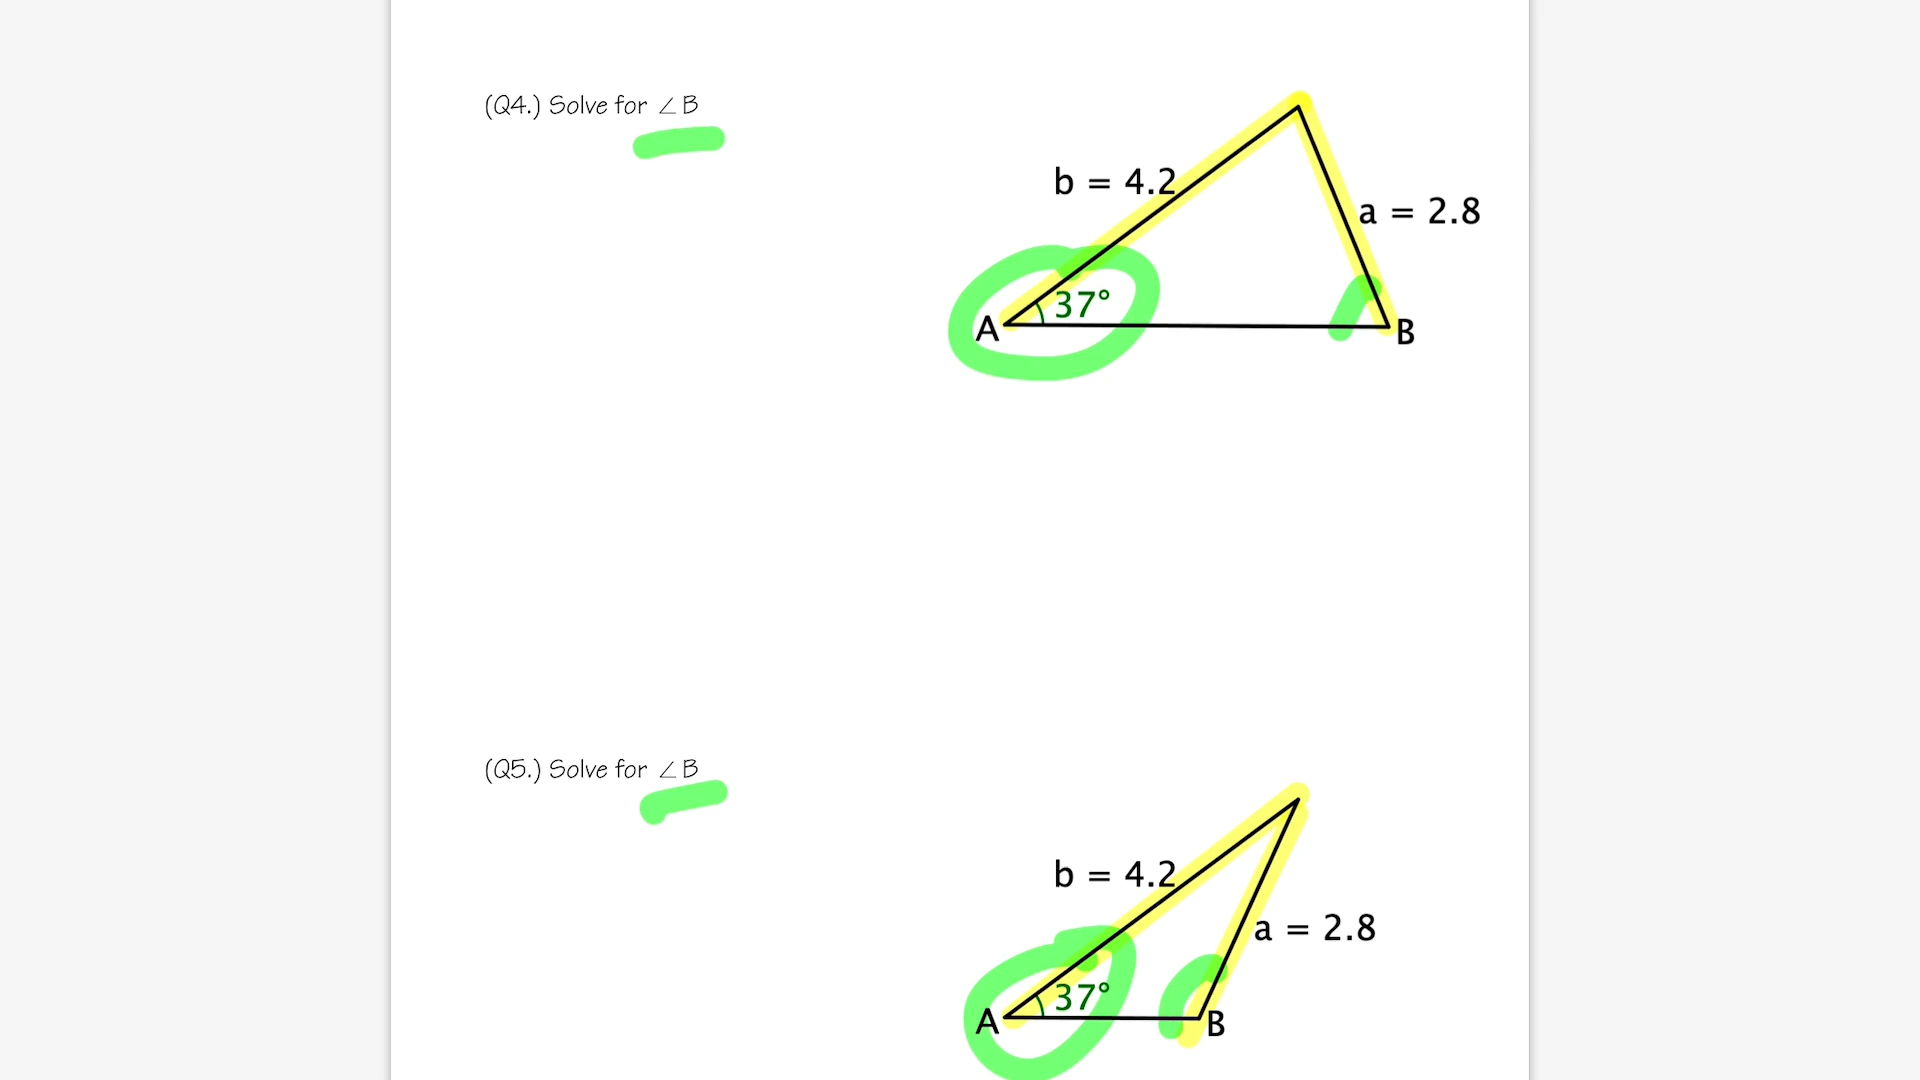 (Q4.) Solve for ∠B
b = 4.2
a = 2.8
37°
A
B
(Q5.) Solve for ∠B
b = 4.2
a = 2.8
37°
A
B